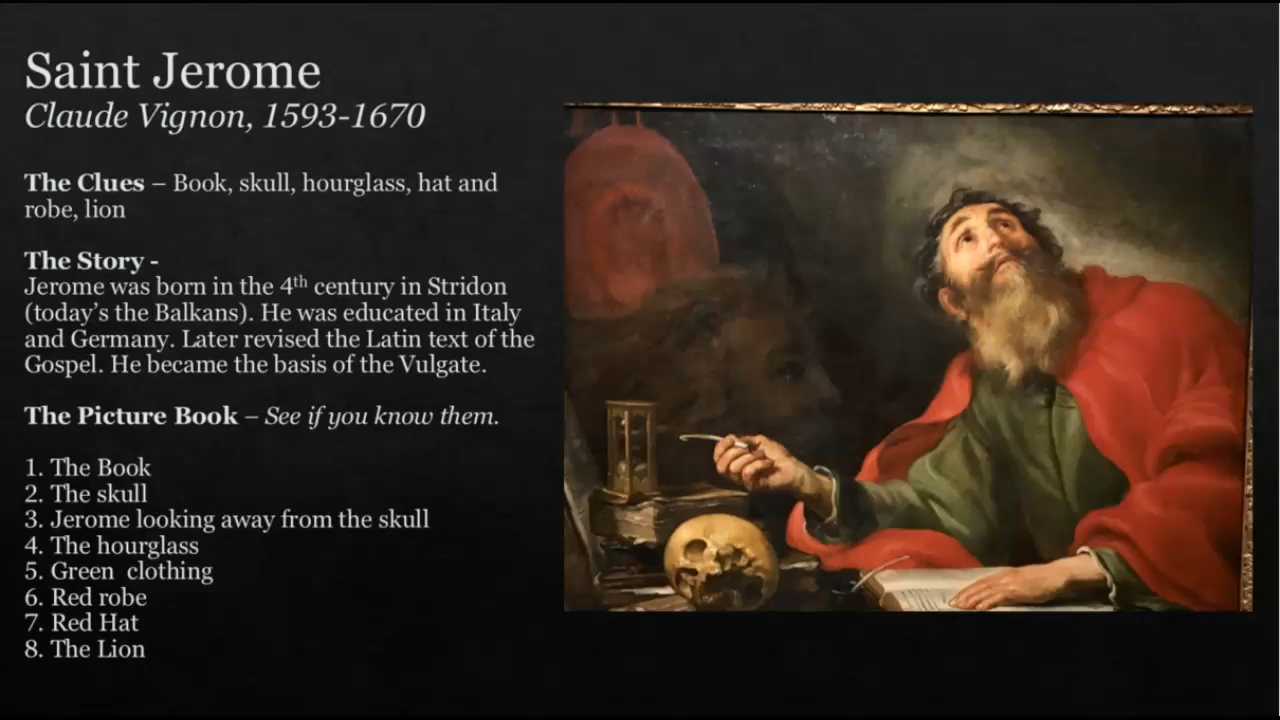 Saint Jerome
Claude Vignon, 1593-1670
The Clues – Book, skull, hourglass, hat and
robe, lion
The Story -
Jerome was born in the 4th century in Stridon
(today’s the Balkans). He was educated in Italy
and Germany. Later revised the Latin text of the
Gospel. He became the basis of the Vulgate.
The Picture Book – See if you know them.
1. The Book
2. The skull
3. Jerome looking away from the skull
4. The hourglass
5. Green  clothing
6. Red robe
7. Red Hat
8. The Lion